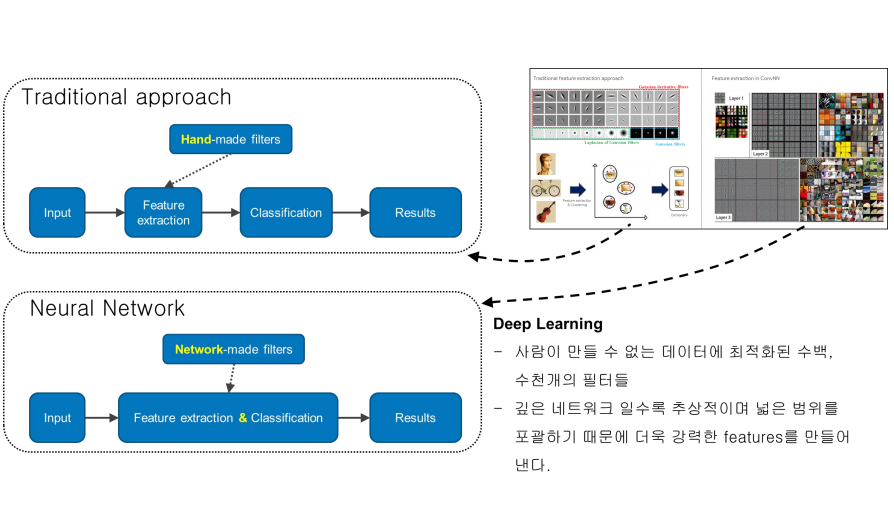 Traditional approach
Hand-made filters
Input
Feature
extraction
Classification
Results
Traditional feature extraction approach
Gaussian derivative filters
Laplacian of Gaussian filters
Gaussian filters
Feature extraction
& Clustering
Dictionary
Feature extraction in ConvNN
Layer 1
Layer 2
Layer 3
Neural Network
Network-made filters
Input
Feature extraction & Classification
Results
Deep Learning
- 사람이 만들 수 없는 데이터에 최적화된 수백,
수천개의 필터들
- 깊은 네트워크 일수록 추상적이며 넓은 범위를
포괄하기 때문에 더욱 강력한 features를 만들어
낸다.